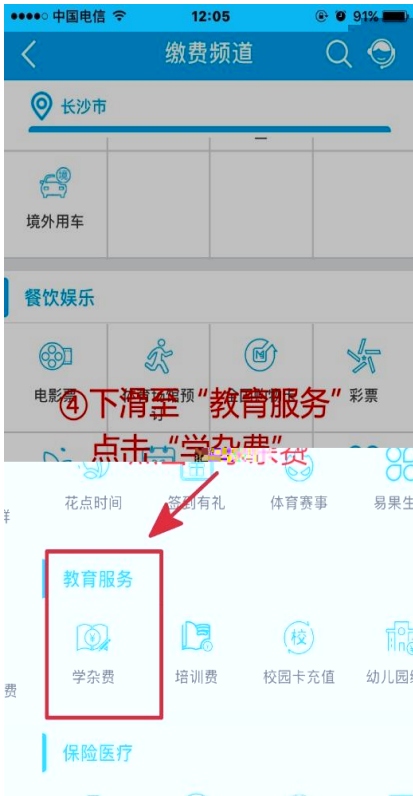 中国电信 12:05 91%
缴费频道
长沙市
境外用车
餐饮娱乐
电影票 彩票
④下滑至“教育服务”
点击“学杂费”
花点时间 签到有礼 体育赛事 易果生
教育服务
学杂费 培训费 校园卡充值 幼儿园
费
保险医疗